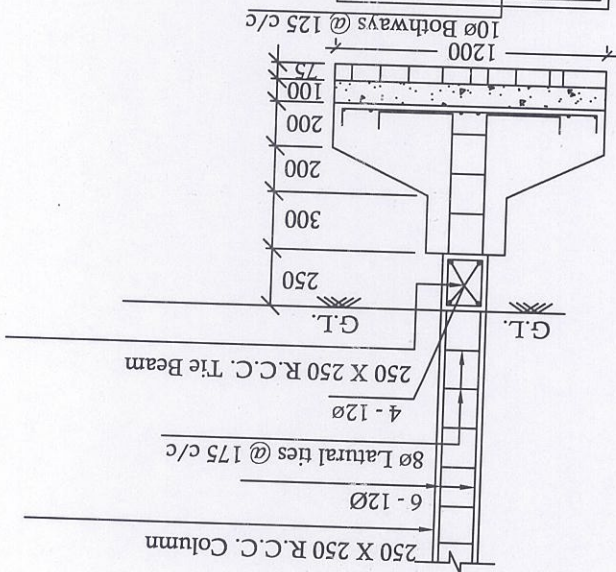 250 X 250 R.C.C. Column
6 - 12Ø
8ø Latural ties @ 175 c/c
4 - 12ø
250 X 250 R.C.C. Tie Beam
G.L.
G.L.
250
300
200
200
100
75
1200
10ø Bothways @ 125 c/c